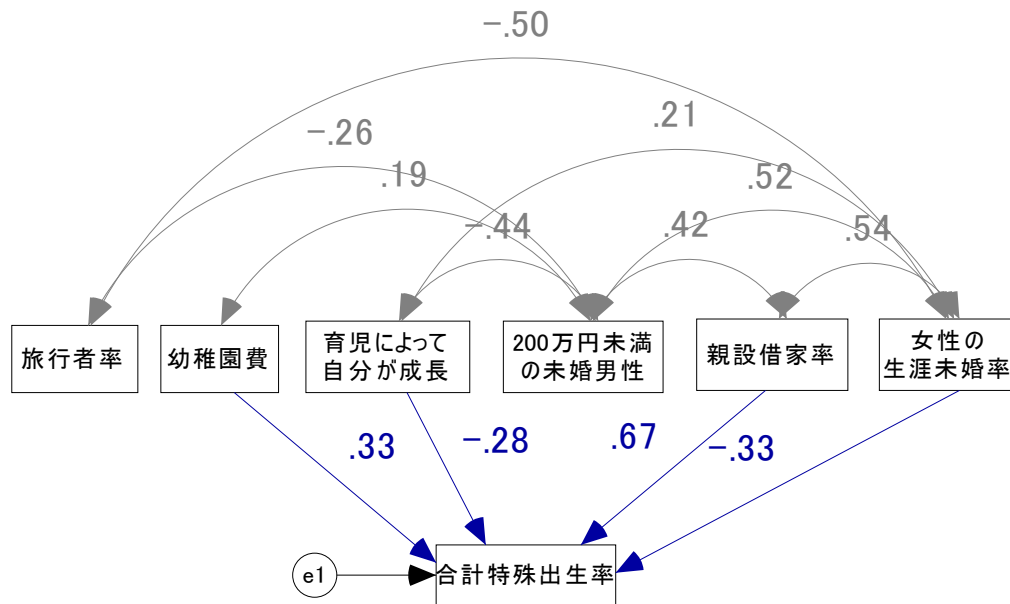 -.50
-.26
.21
.19
.52
-.44
.42
.54
旅行者率
幼稚園費
育児によって
自分が成長
200万円未満
の未婚男性
親設借家率
女性の
生涯未婚率
.33
-.28
.67
-.33
e1
合計特殊出生率